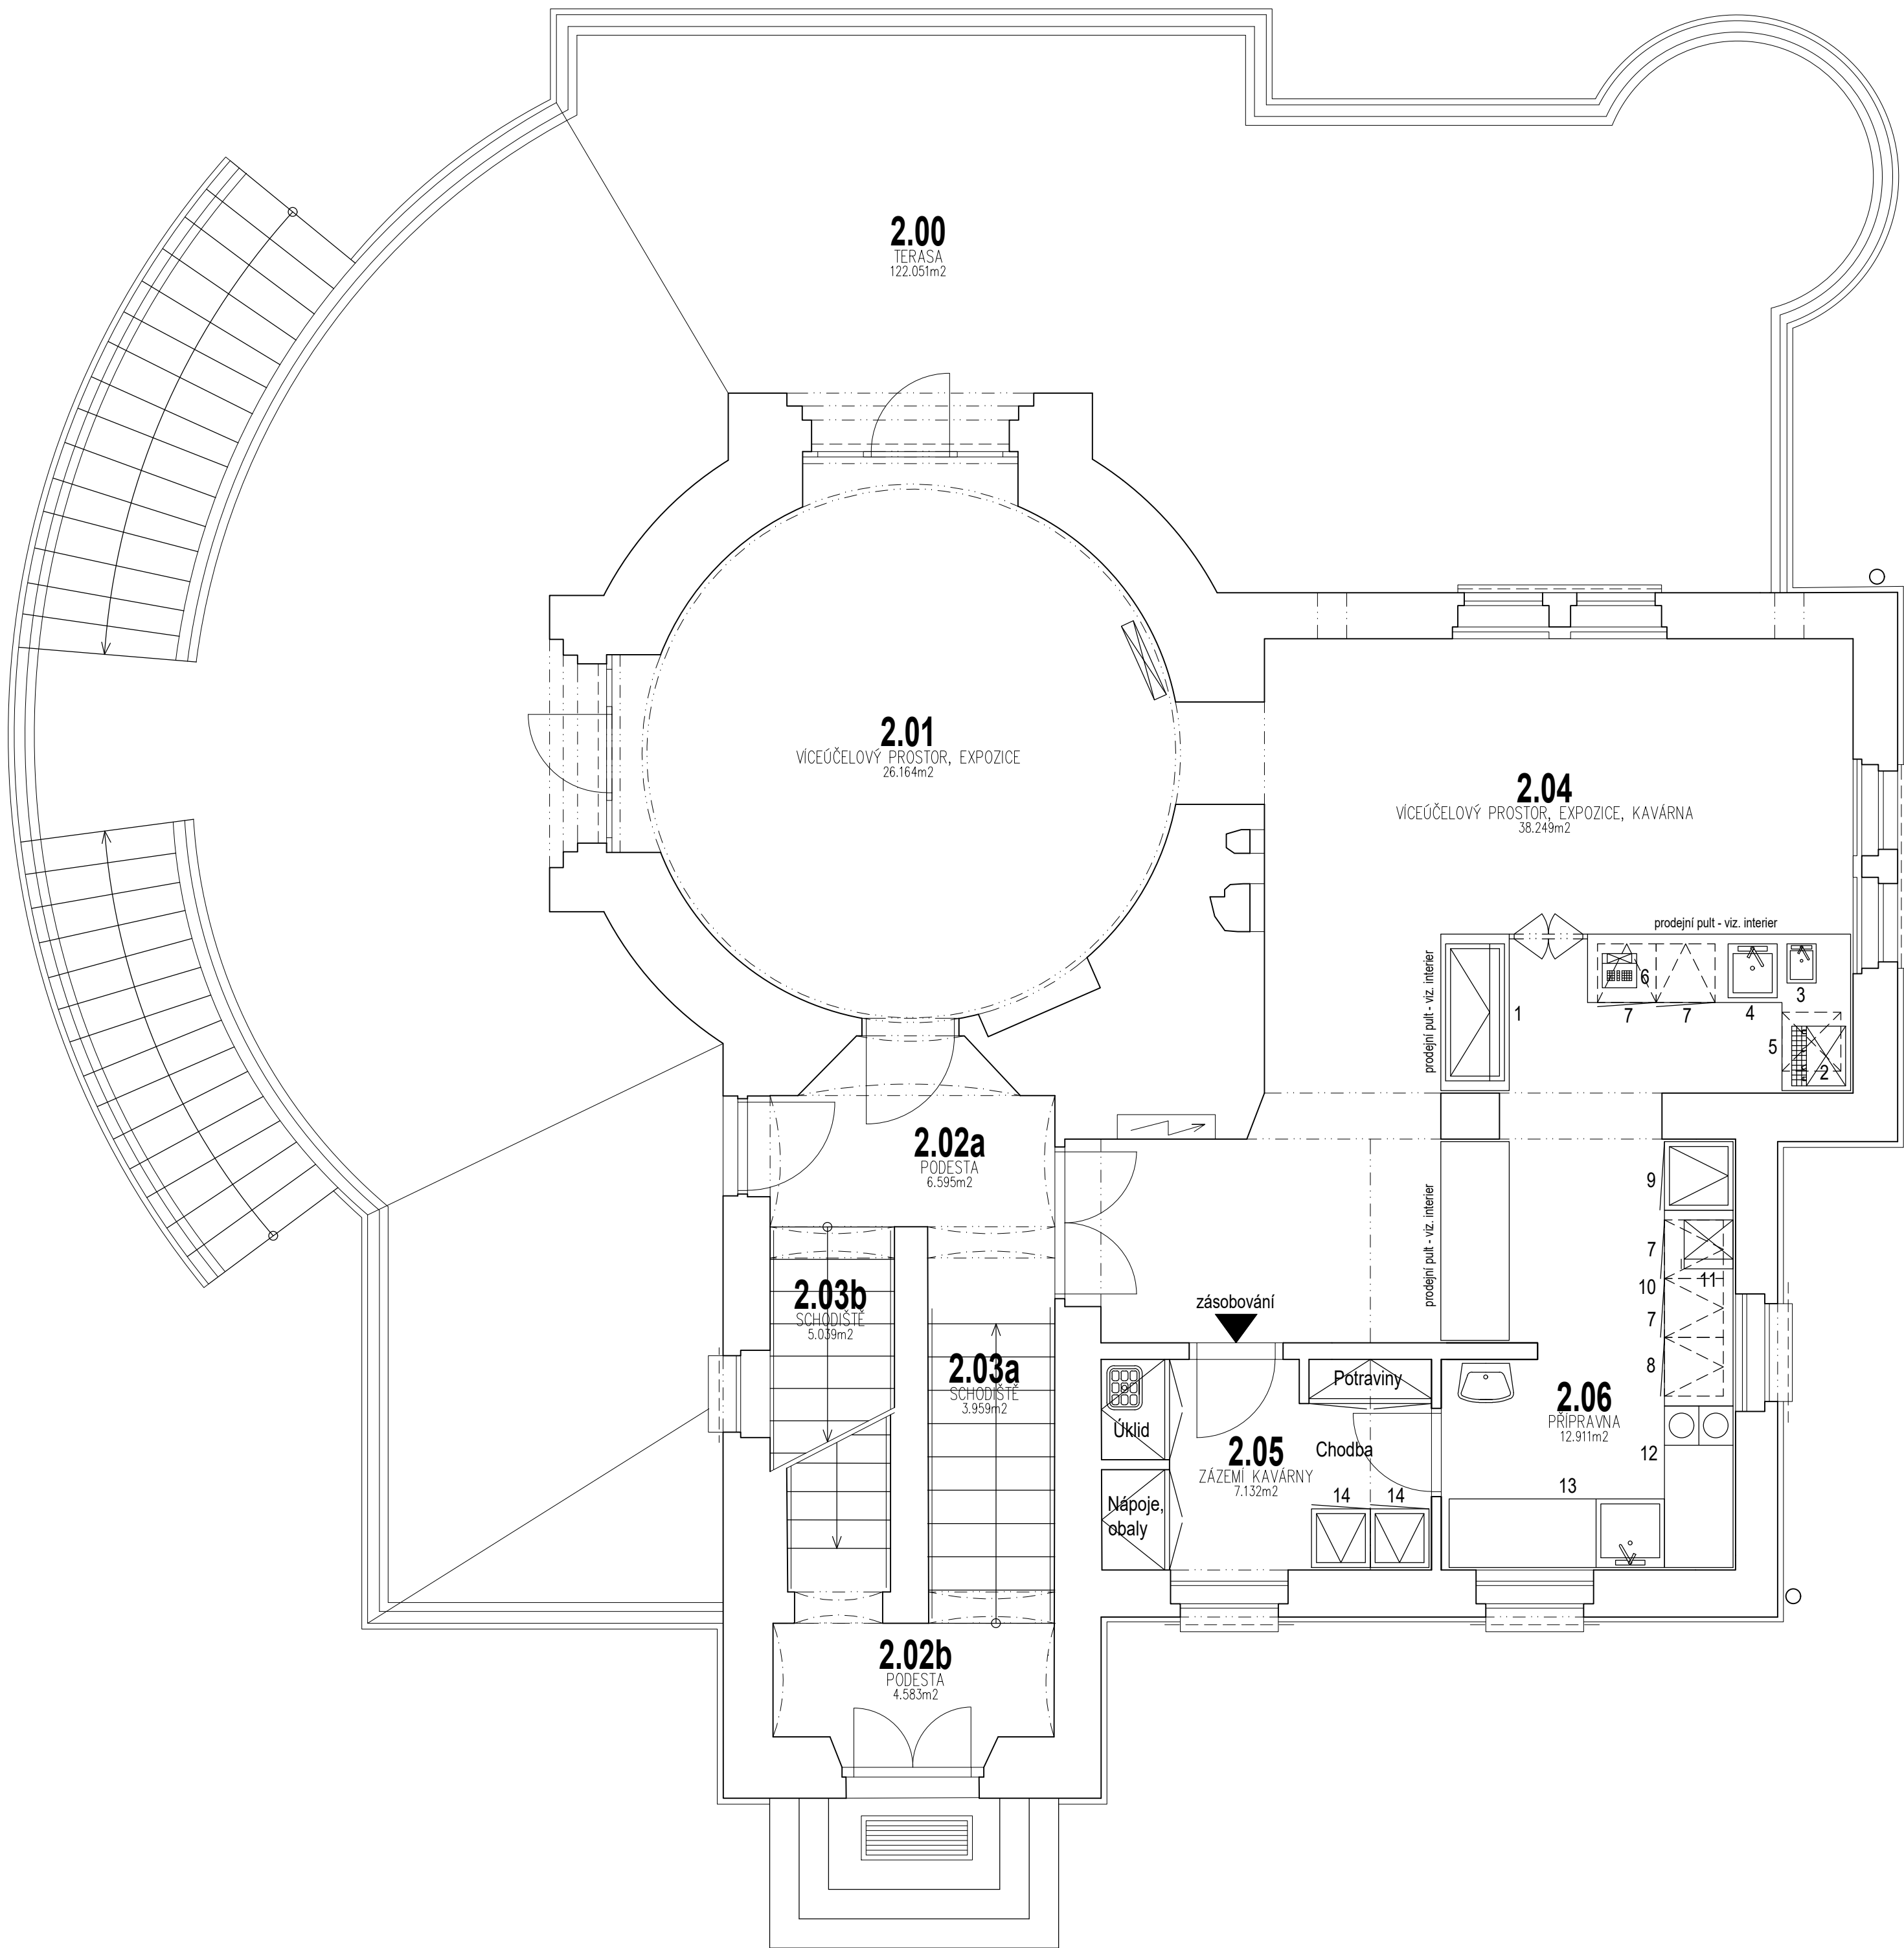 2.00
TERASA
122.051m2
2.01
VÍCEÚČELOVÝ PROSTOR, EXPOZICE
26.164m2
2.04
VÍCEÚČELOVÝ PROSTOR, EXPOZICE, KAVÁRNA
38.249m2
prodejní pult - viz. interier
prodejní pult - viz. interier
1
6
7
7
4
3
5
2
2.02a
PODESTA
6.595m2
prodejní pult - viz. interier
9
7
10
11
7
8
2.03b
SCHODIŠTĚ
5.039m2
zásobování
2.03a
SCHODIŠTĚ
3.959m2
Potraviny
Úklid
2.06
PŘÍPRAVNA
12.911m2
12
2.05
ZÁZEMÍ KAVÁRNY
7.132m2
Chodba
13
14
14
Nápoje,
obaly
2.02b
PODESTA
4.583m2